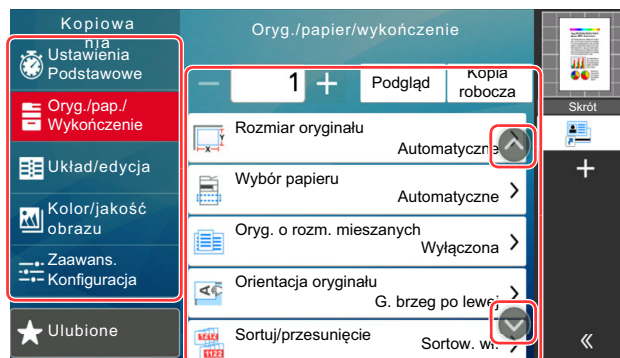 Kopiowa
nia
Oryg./papier/wykończenie
Ustawienia
Podstawowe
Oryg./pap./
Wykończenie
Układ/edycja
Kolor/jakość
obrazu
Zaawans.
Konfiguracja
Ulubione
1
Podgląd
Kopia
robocza
Rozmiar oryginału
Automatyczne
Wybór papieru
Automatyczne
Oryg. o rozm. mieszanych
Wyłączona
Orientacja oryginału
G. brzeg po lewej
Sortuj/przesunięcie
Sortow. wł.
Skrót